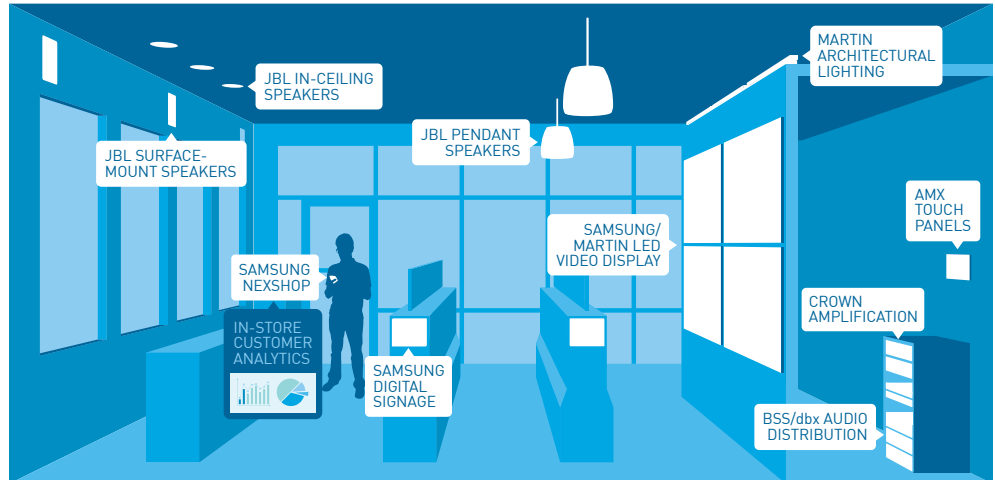 MARTIN
ARCHITECTURAL
LIGHTING
JBL IN-CEILING
SPEAKERS
JBL PENDANT
SPEAKERS
JBL SURFACE-
MOUNT SPEAKERS
AMX
TOUCH
PANELS
SAMSUNG/
MARTIN LED
VIDEO DISPLAY
SAMSUNG
NEXSHOP
CROWN
AMPLIFICATION
IN-STORE
CUSTOMER
ANALYTICS
SAMSUNG
DIGITAL
SIGNAGE
BSS/dbx AUDIO
DISTRIBUTION